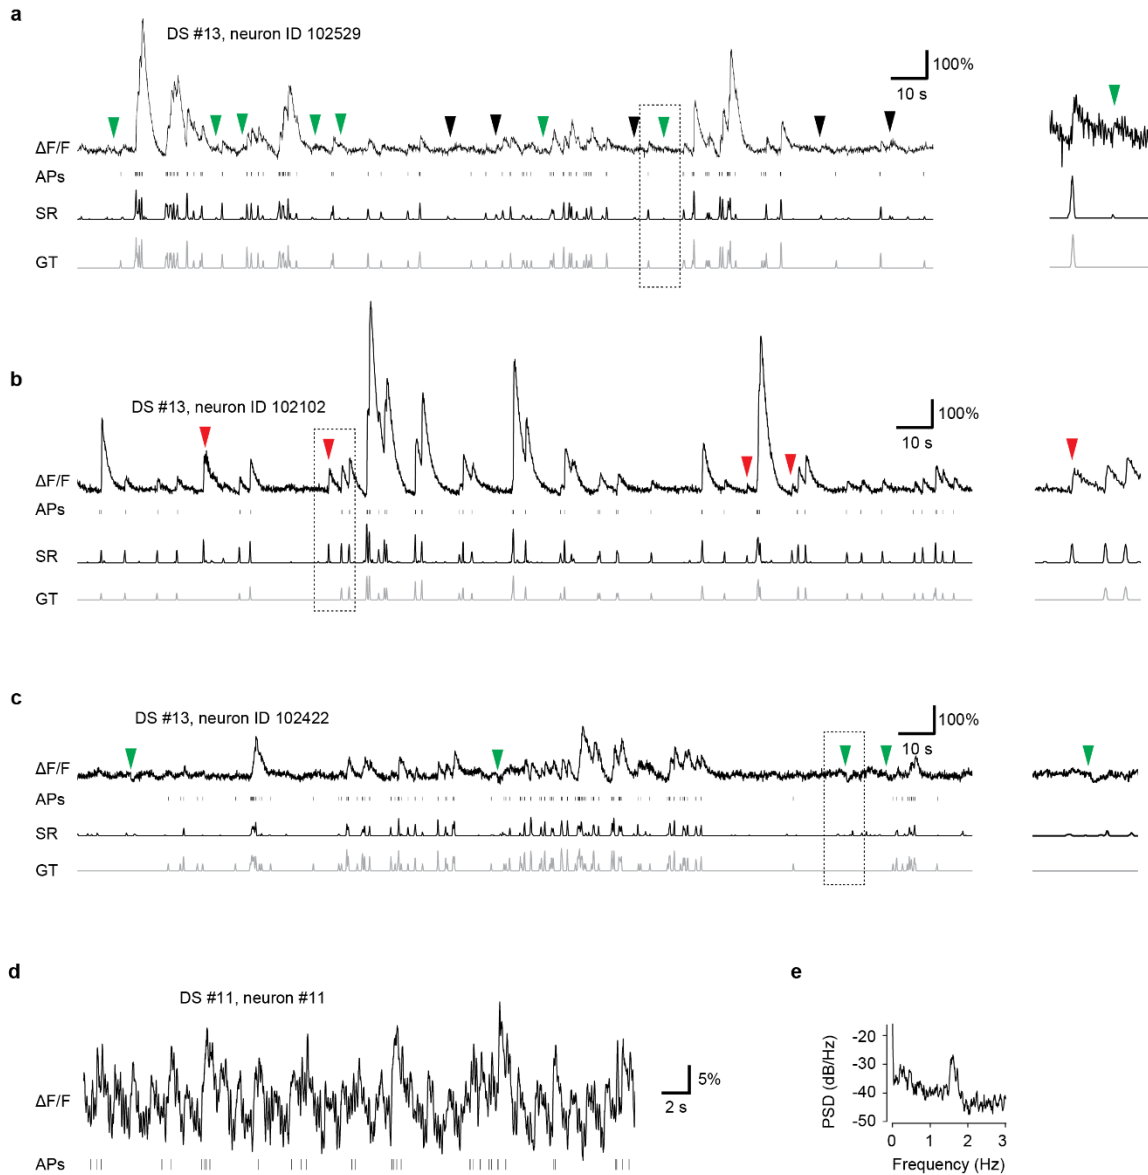 a
DS #13, neuron ID 102529
100%
10 s
ΔF/F
APs
SR
GT
b
DS #13, neuron ID 102102
100%
10 s
ΔF/F
APs
SR
GT
c
DS #13, neuron ID 102422
100%
10 s
ΔF/F
APs
SR
GT
d
DS #11, neuron #11
5%
2 s
ΔF/F
APs
e
PSD (dB/Hz)
-20
-30
-40
-50
0 1 2 3
Frequency (Hz)